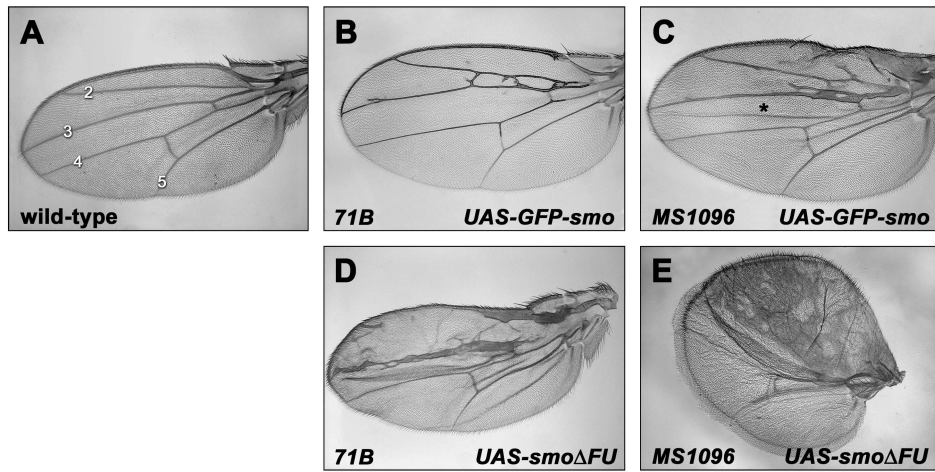 A
2
3
4
5
wild-type
B
71B UAS-GFP-smo
C
*
MS1096 UAS-GFP-smo
D
71B UAS-smoΔFU
E
MS1096 UAS-smoΔFU